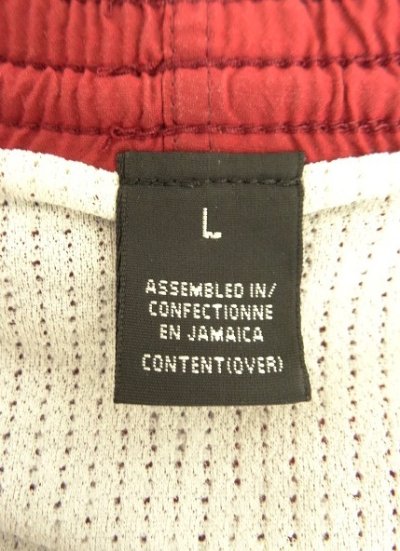 L
ASSEMBLED IN/
CONFECTIONNE
EN JAMAICA
CONTENT(OVER)